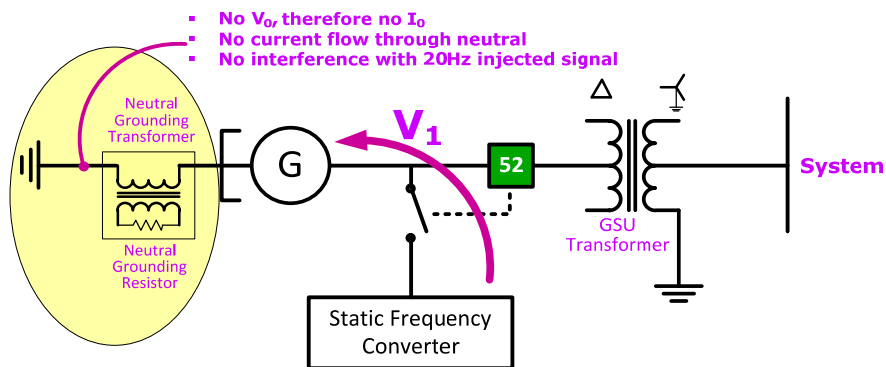 ▪ No V₀, therefore no I₀
▪ No current flow through neutral
▪ No interference with 20Hz injected signal
Neutral
Grounding
Transformer
V₁
G
52
System
GSU
Transformer
Neutral
Grounding
Resistor
Static Frequency
Converter